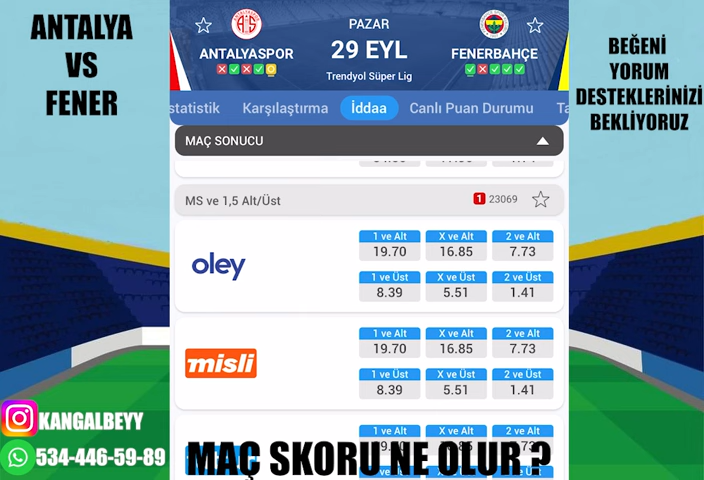 ANTALYA
VS
FENER
PAZAR
29 EYL
Trendyol Süper Lig
ANTALYASPOR
FENERBAHÇE
BEĞENİ
YORUM
DESTEKLERİNİZİ
BEKLİYORUZ
statistik Karşılaştırma İddaa Canlı Puan Durumu Ta
MAÇ SONUCU
MS ve 1,5 Alt/Üst 1 23069
oley
1 ve Alt X ve Alt 2 ve Alt
19.70 16.85 7.73
1 ve Üst X ve Üst 2 ve Üst
8.39 5.51 1.41
misli
1 ve Alt X ve Alt 2 ve Alt
19.70 16.85 7.73
1 ve Üst X ve Üst 2 ve Üst
8.39 5.51 1.41
1 ve Alt X ve Alt 2 ve Alt
KANGALBEYY
534-446-59-89
MAÇ SKORU NE OLUR ?